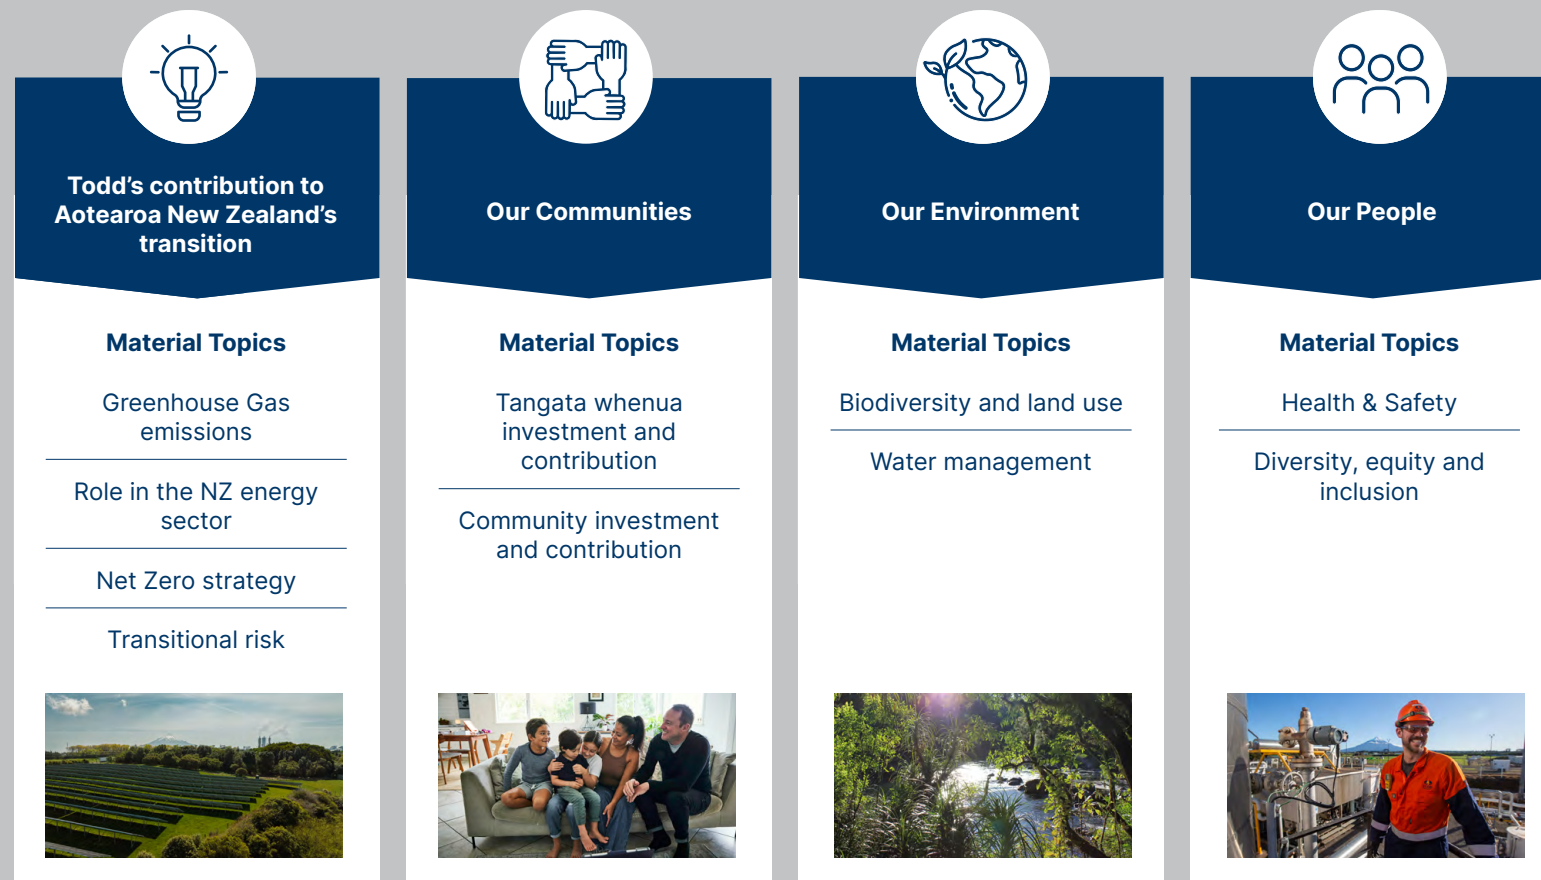 Todd’s contribution to
Aotearoa New Zealand’s
transition
Material Topics
Greenhouse Gas
emissions
Role in the NZ energy
sector
Net Zero strategy
Transitional risk
Our Communities
Material Topics
Tangata whenua
investment and
contribution
Community investment
and contribution
Our Environment
Material Topics
Biodiversity and land use
Water management
Our People
Material Topics
Health & Safety
Diversity, equity and
inclusion